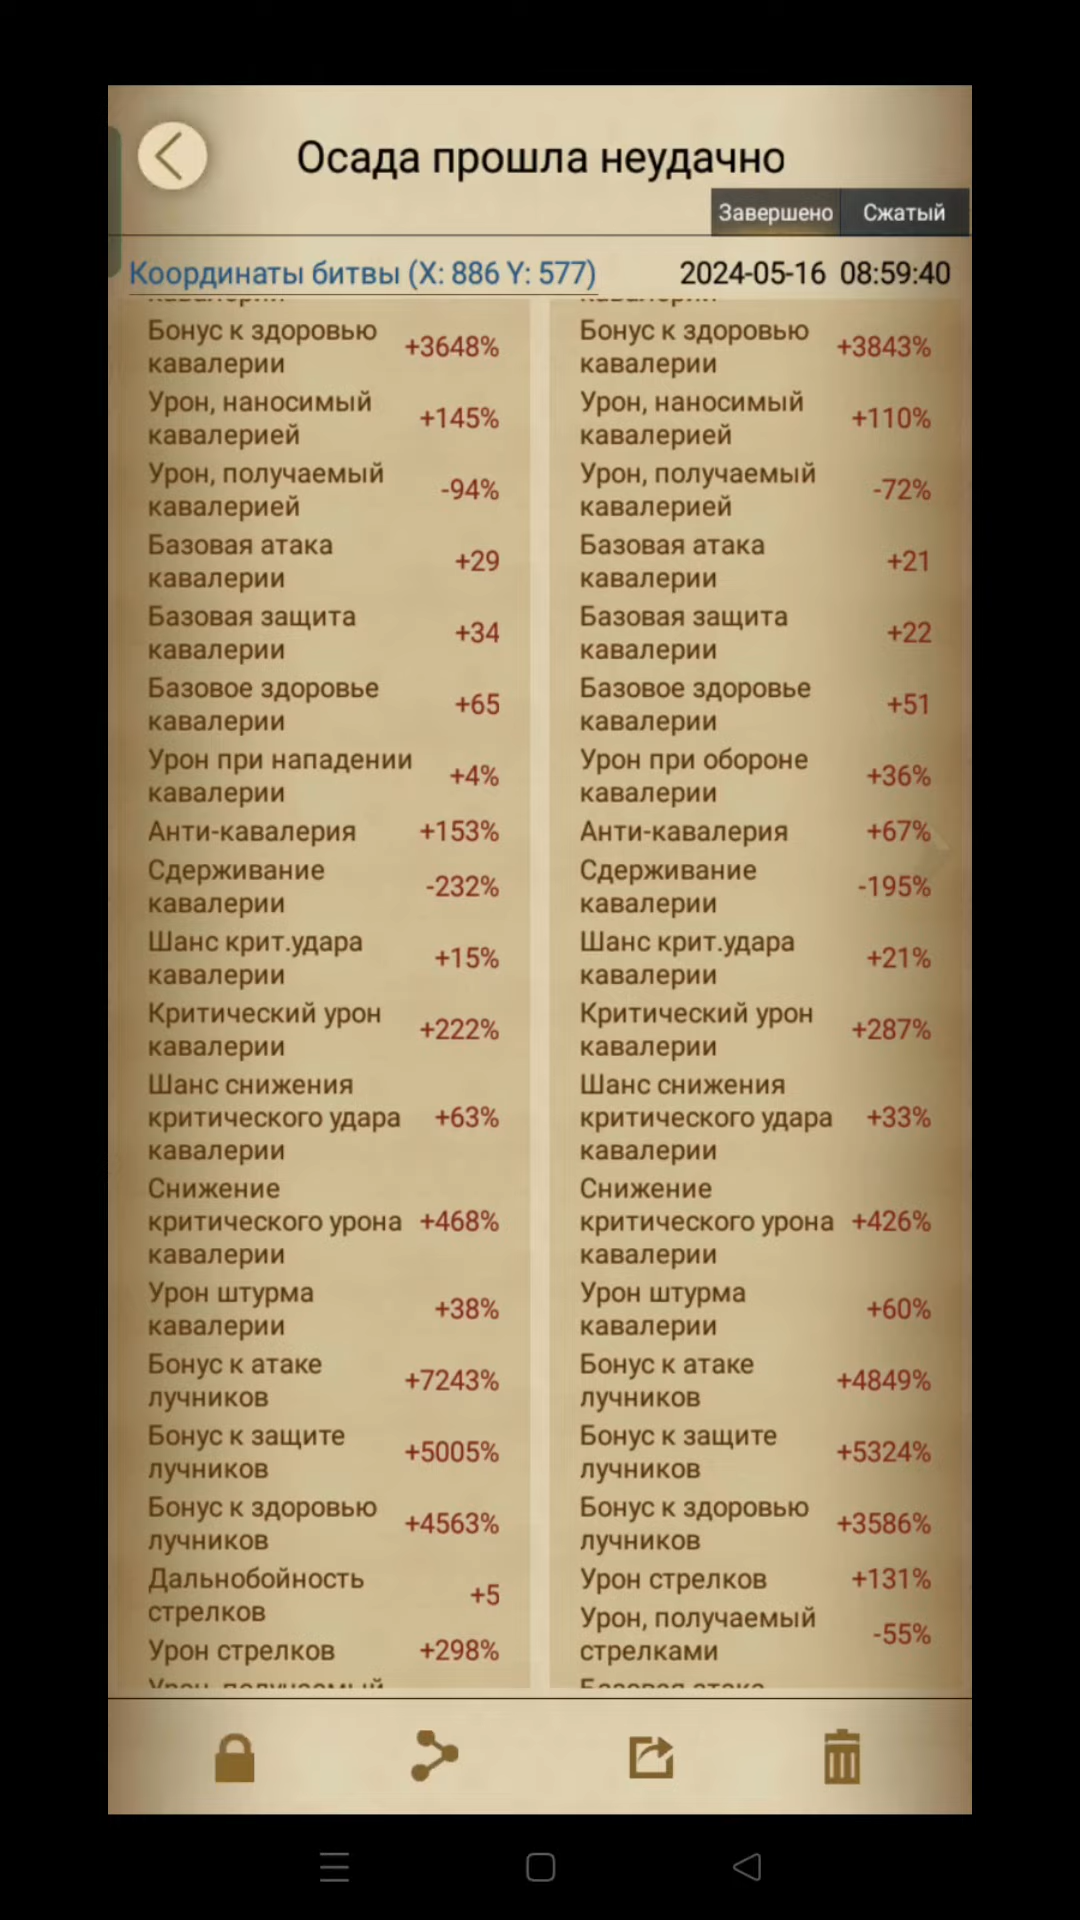 Осада прошла неудачно
Завершено Сжатый
Координаты битвы (X: 886 Y: 577) 2024-05-16 08:59:40
Бонус к здоровью
кавалерии +3648%
Урон, наносимый
кавалерией +145%
Урон, получаемый
кавалерией -94%
Базовая атака
кавалерии +29
Базовая защита
кавалерии +34
Базовое здоровье
кавалерии +65
Урон при нападении
кавалерии +4%
Анти-кавалерия +153%
Сдерживание
кавалерии -232%
Шанс крит.удара
кавалерии +15%
Критический урон
кавалерии +222%
Шанс снижения
критического удара +63%
кавалерии
Снижение
критического урона +468%
кавалерии
Урон штурма
кавалерии +38%
Бонус к атаке
лучников +7243%
Бонус к защите
лучников +5005%
Бонус к здоровью
лучников +4563%
Дальнобойность
стрелков +5
Урон стрелков +298%
Бонус к здоровью
кавалерии +3843%
Урон, наносимый
кавалерией +110%
Урон, получаемый
кавалерией -72%
Базовая атака
кавалерии +21
Базовая защита
кавалерии +22
Базовое здоровье
кавалерии +51
Урон при обороне
кавалерии +36%
Анти-кавалерия +67%
Сдерживание
кавалерии -195%
Шанс крит.удара
кавалерии +21%
Критический урон
кавалерии +287%
Шанс снижения
критического удара +33%
кавалерии
Снижение
критического урона +426%
кавалерии
Урон штурма
кавалерии +60%
Бонус к атаке
лучников +4849%
Бонус к защите
лучников +5324%
Бонус к здоровью
лучников +3586%
Урон стрелков +131%
Урон, получаемый
стрелками -55%